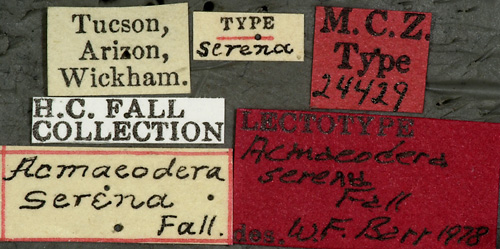 Tucson,
Arizon,
Wickham.
TYPE
serena
M.C.Z.
Type
24429
H.C. FALL
COLLECTION
Acmaeodera
serena
Fall.
LECTOTYPE
Acmaeodera
serena
Fall
des. W.F. Barr 1978